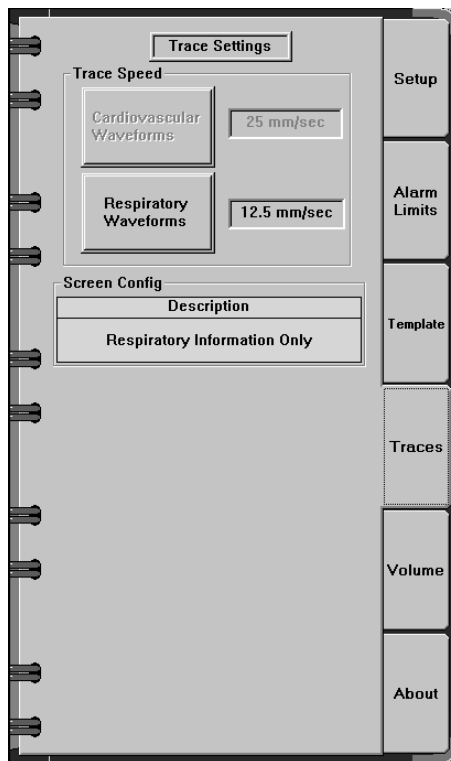 Trace Settings
Trace Speed
Cardiovascular
Waveforms
25 mm/sec
Respiratory
Waveforms
12.5 mm/sec
Screen Config
Description
Respiratory Information Only
Setup
Alarm
Limits
Template
Traces
Volume
About